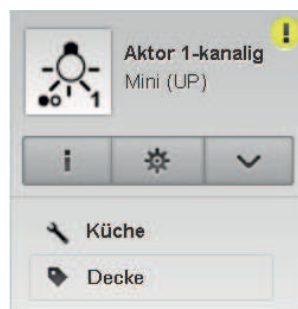 !
Aktor 1-kanalig
Mini (UP)
1
i
Küche
Decke